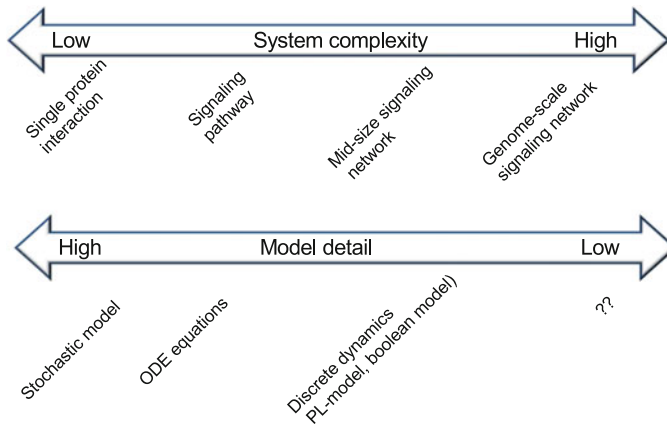 Low System complexity High
Single protein
interaction
Signaling
pathway
Mid-size signaling
network
Genome-scale
signaling network
High Model detail Low
Stochastic model
ODE equations
Discrete dynamics
PL-model, boolean model)
??